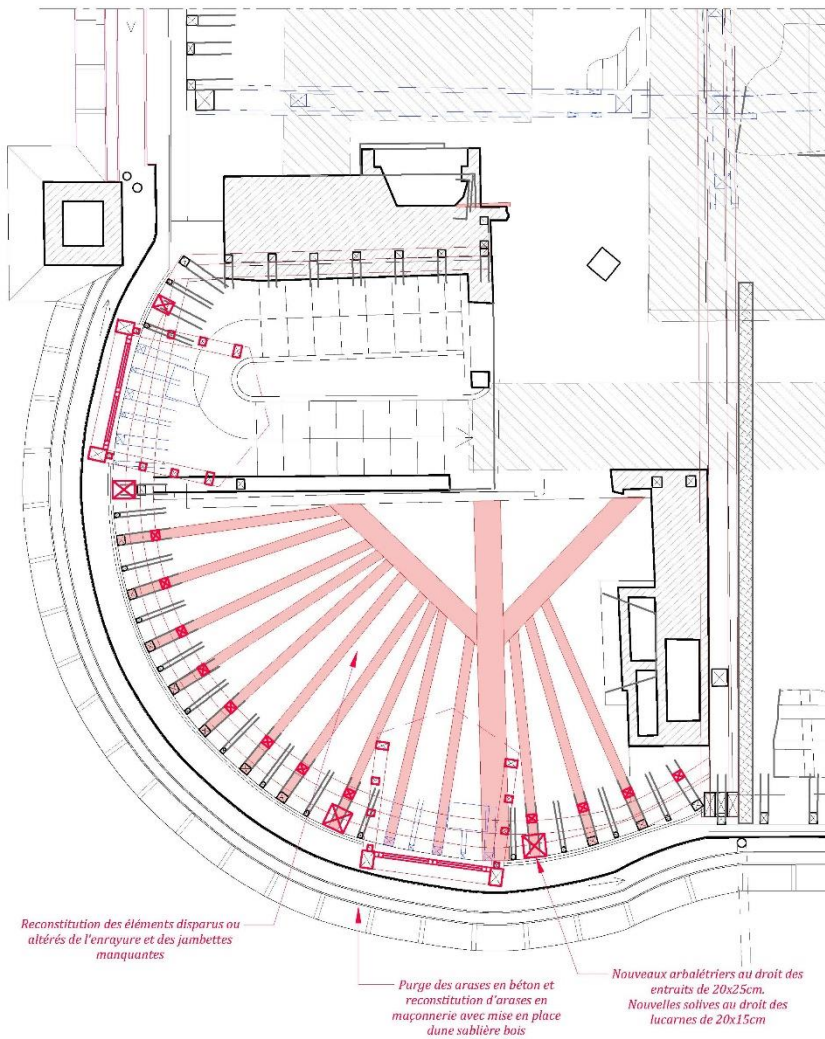 Reconstitution des éléments disparus ou
altérés de l'enrayure et des jambettes
manquantes
Purge des arases en béton et
reconstitution d'arases en
maçonnerie avec mise en place
dune sablière bois
Nouveaux arbalétriers au droit des
entraits de 20x25cm.
Nouvelles solives au droit des
lucarnes de 20x15cm